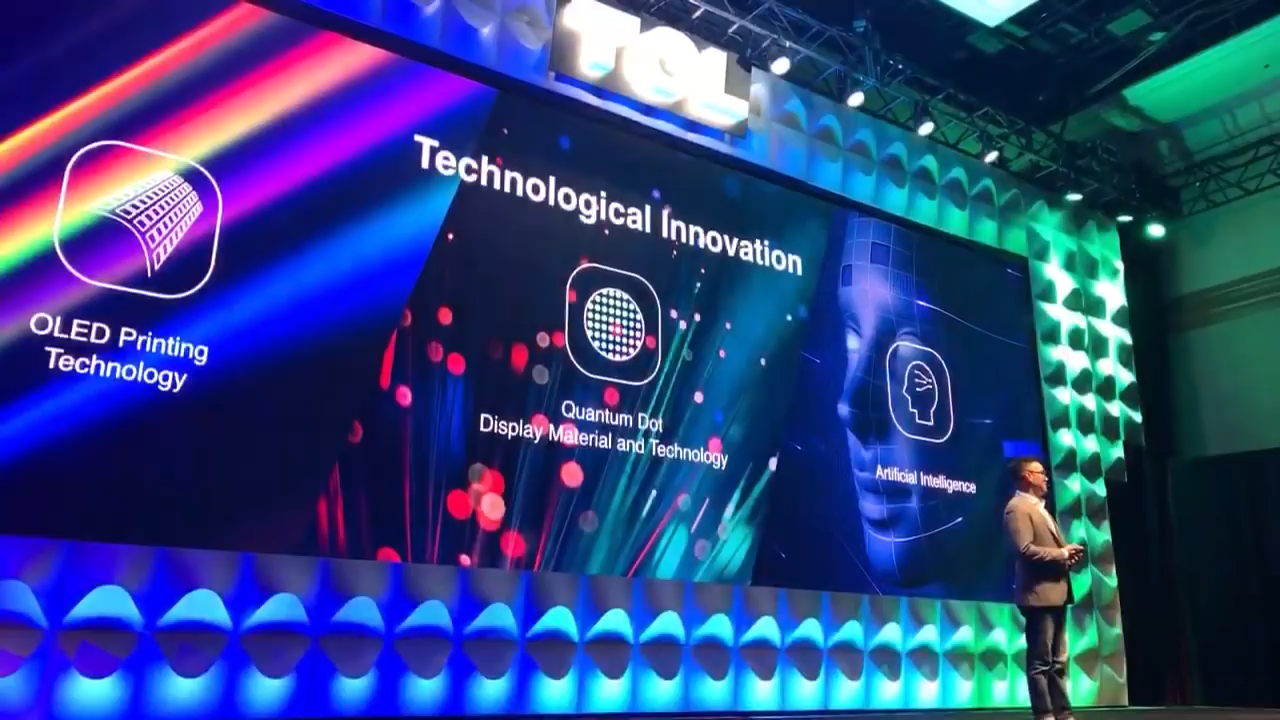 TCL
Technological Innovation
OLED Printing
Technology
Quantum Dot
Display Material and Technology
Artificial Intelligence